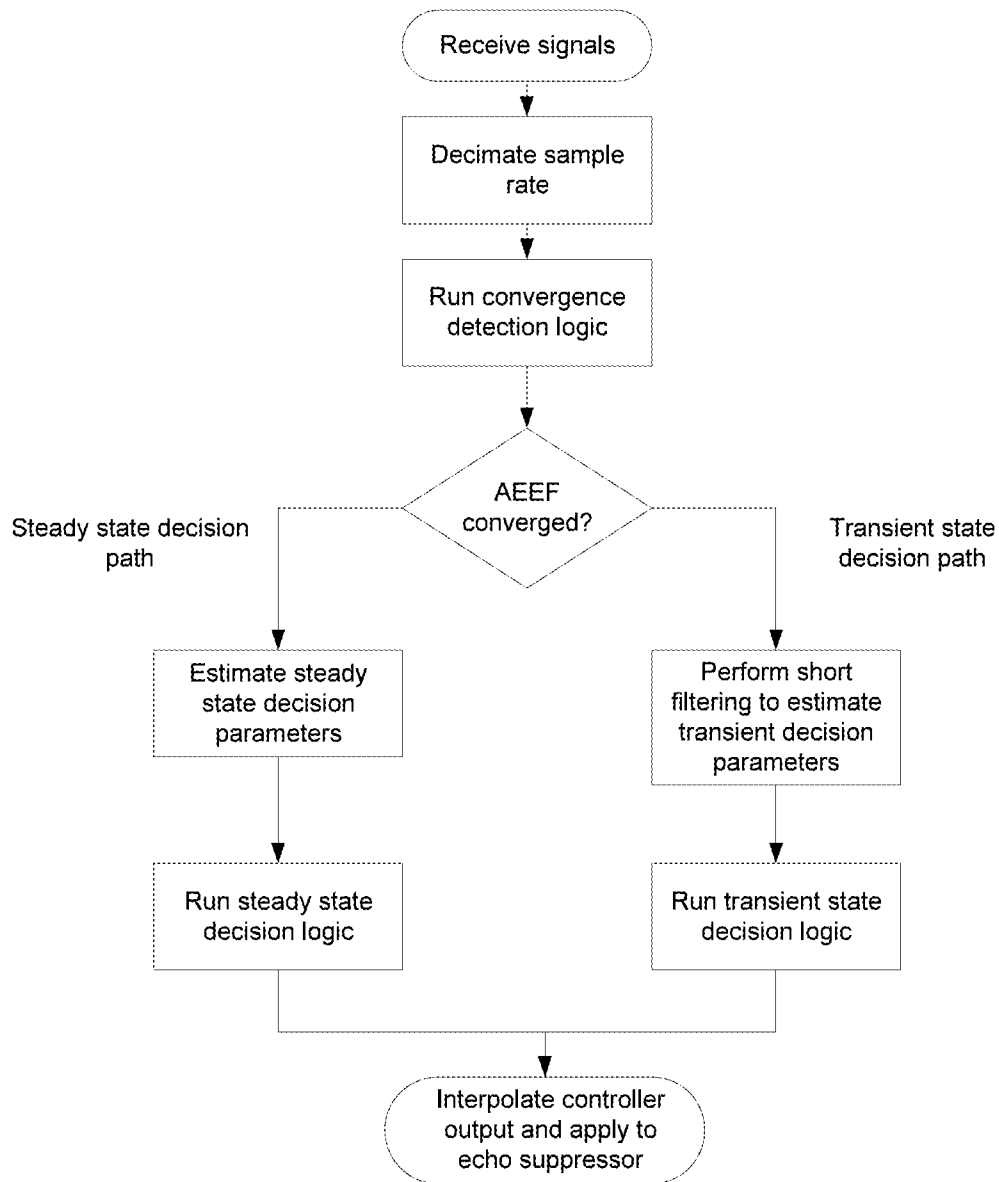 Receive signals
Decimate sample
rate
Run convergence
detection logic
AEEF
converged?
Steady state decision
path
Transient state
decision path
Estimate steady
state decision
parameters
Perform short
filtering to estimate
transient decision
parameters
Run steady state
decision logic
Run transient state
decision logic
Interpolate controller
output and apply to
echo suppressor